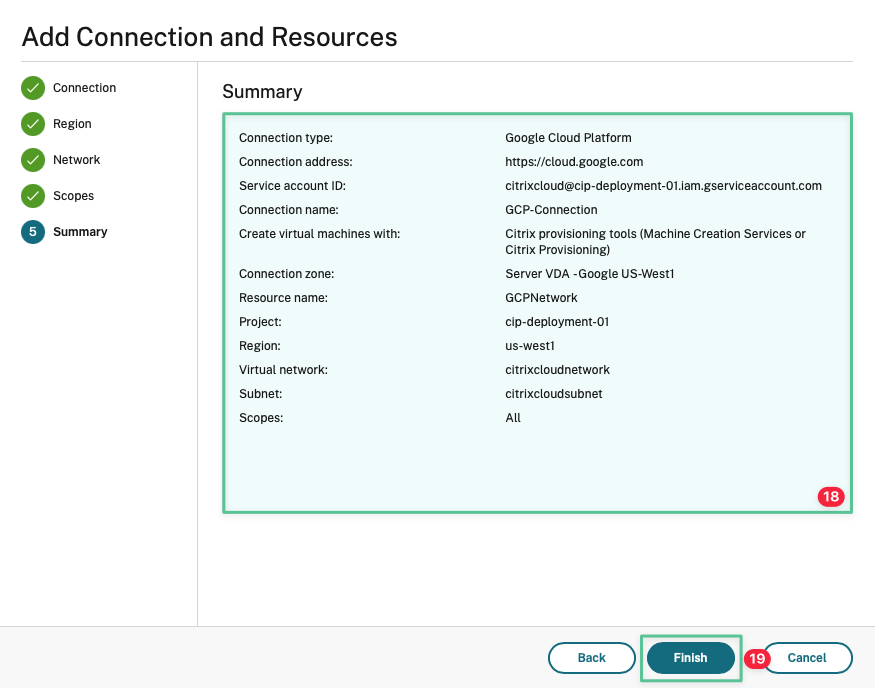 Add Connection and Resources
Connection
Region
Network
Scopes
5 Summary
Summary
Connection type: Google Cloud Platform
Connection address: https://cloud.google.com
Service account ID: citrixcloud@cip-deployment-01.iam.gserviceaccount.com
Connection name: GCP-Connection
Create virtual machines with: Citrix provisioning tools (Machine Creation Services or
Citrix Provisioning)
Connection zone: Server VDA - Google US-West1
Resource name: GCPNetwork
Project: cip-deployment-01
Region: us-west1
Virtual network: citrixcloudnetwork
Subnet: citrixcloudsubnet
Scopes: All
18
Back Finish 19 Cancel